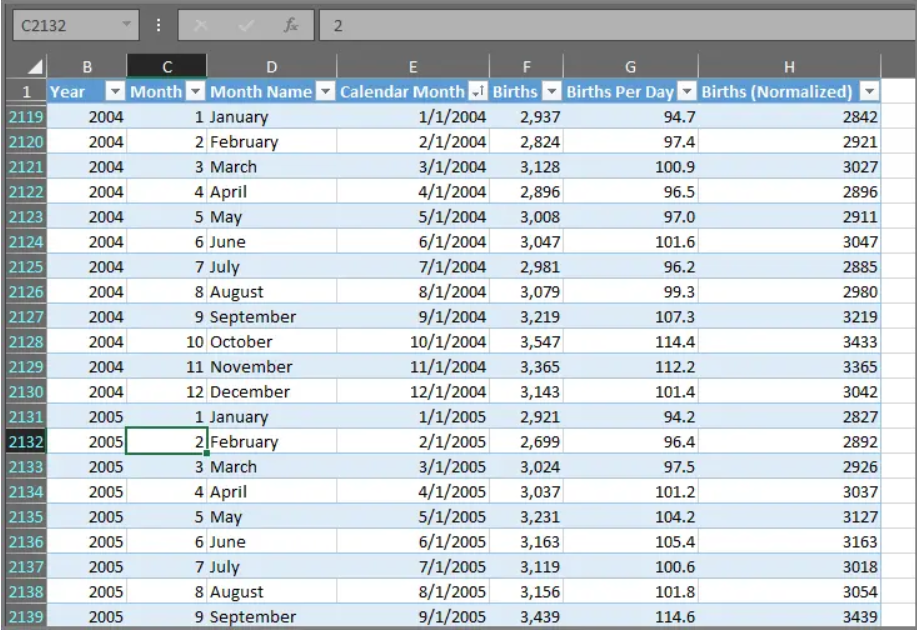 C2132 fx 2
B C D E F G H
1 Year Month Month Name Calendar Month Births Births Per Day Births (Normalized)
2119 2004 1 January 1/1/2004 2,937 94.7 2842
2120 2004 2 February 2/1/2004 2,824 97.4 2921
2121 2004 3 March 3/1/2004 3,128 100.9 3027
2122 2004 4 April 4/1/2004 2,896 96.5 2896
2123 2004 5 May 5/1/2004 3,008 97.0 2911
2124 2004 6 June 6/1/2004 3,047 101.6 3047
2125 2004 7 July 7/1/2004 2,981 96.2 2885
2126 2004 8 August 8/1/2004 3,079 99.3 2980
2127 2004 9 September 9/1/2004 3,219 107.3 3219
2128 2004 10 October 10/1/2004 3,547 114.4 3433
2129 2004 11 November 11/1/2004 3,365 112.2 3365
2130 2004 12 December 12/1/2004 3,143 101.4 3042
2131 2005 1 January 1/1/2005 2,921 94.2 2827
2132 2005 2 February 2/1/2005 2,699 96.4 2892
2133 2005 3 March 3/1/2005 3,024 97.5 2926
2134 2005 4 April 4/1/2005 3,037 101.2 3037
2135 2005 5 May 5/1/2005 3,231 104.2 3127
2136 2005 6 June 6/1/2005 3,163 105.4 3163
2137 2005 7 July 7/1/2005 3,119 100.6 3018
2138 2005 8 August 8/1/2005 3,156 101.8 3054
2139 2005 9 September 9/1/2005 3,439 114.6 3439